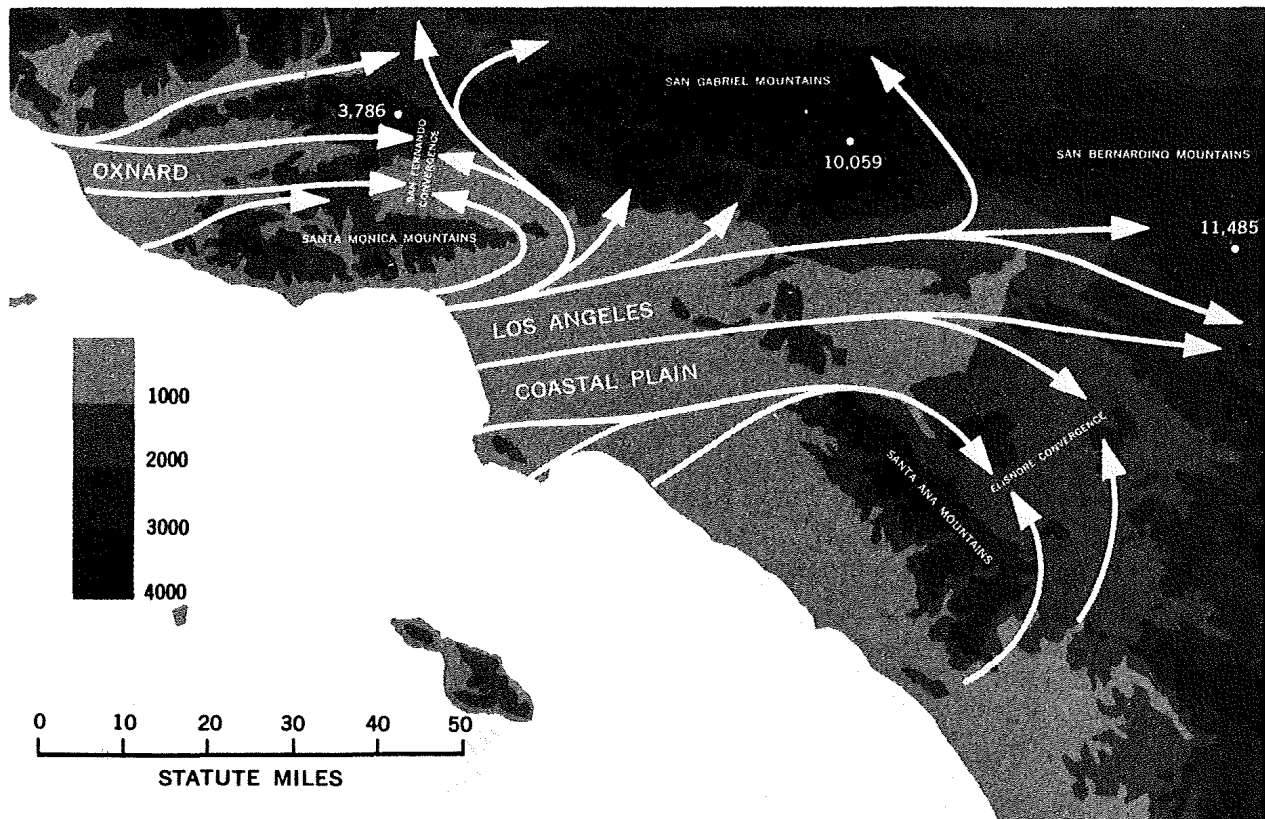 SAN GABRIEL MOUNTAINS
3,786
10,059
SAN BERNARDINO MOUNTAINS
SAN FERNANDO
CONVERGENCE
OXNARD
SANTA MONICA MOUNTAINS
11,485
LOS ANGELES
COASTAL PLAIN
1000
2000
3000
4000
ELISNORE CONVERGENCE
SANTA ANA MOUNTAINS
0 10 20 30 40 50
STATUTE MILES